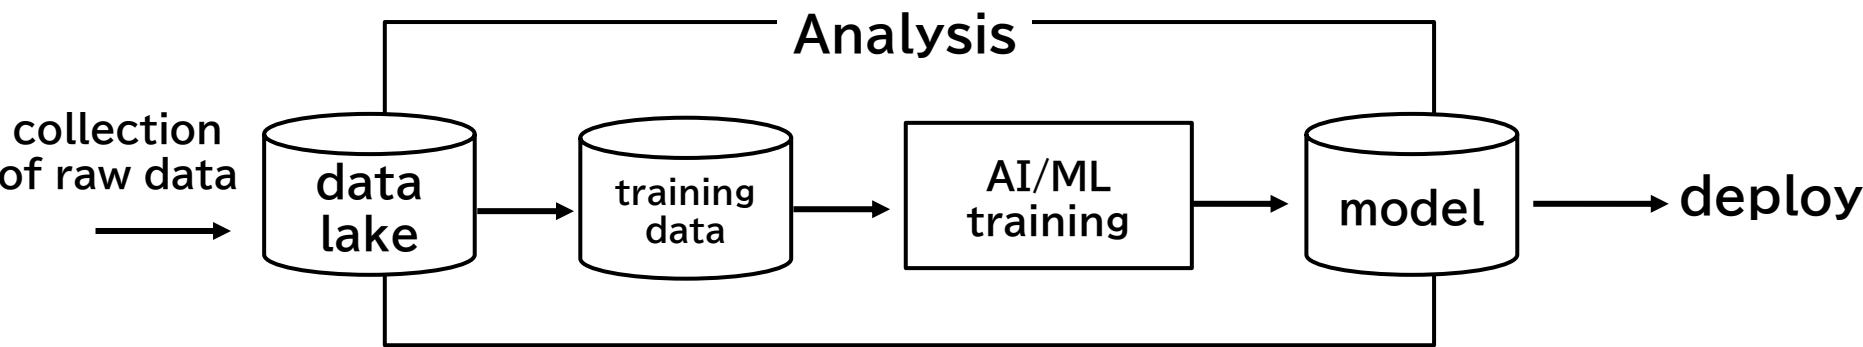 Analysis
collection
of raw data
data
lake
training
data
AI/ML
training
model
deploy